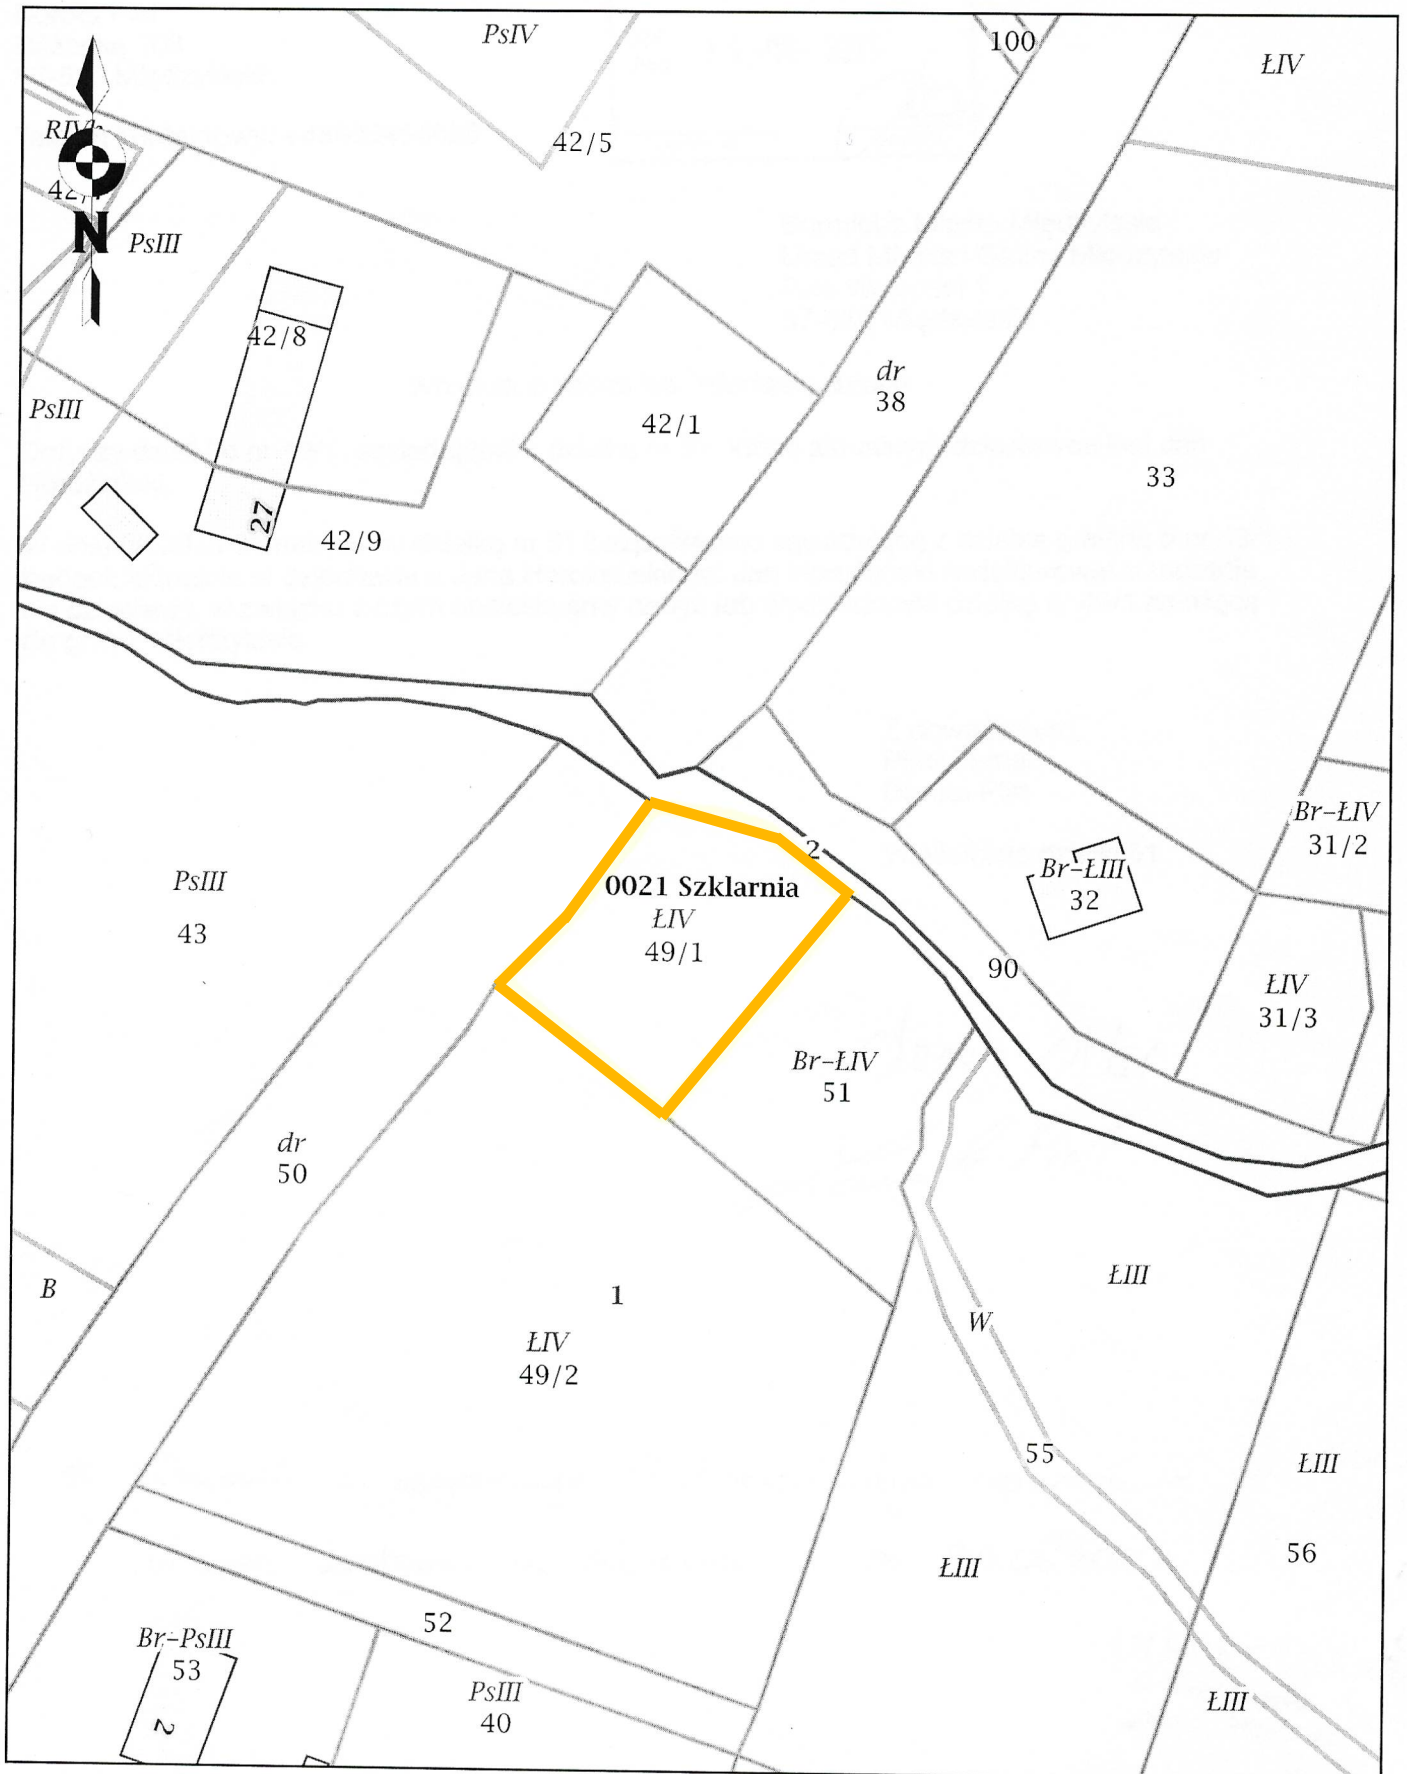 PsIV
100
ŁIV
42/5
N
PsIII
42/8
PsIII
dr
38
42/1
33
27
42/9
Br-ŁIV
31/2
2
Br-ŁIII
32
PsIII
43
0021 Szklarnia
ŁIV
49/1
90
ŁIV
31/3
Br-ŁIV
51
dr
50
ŁIII
B
1
W
ŁIV
49/2
55
ŁIII
56
ŁIII
52
Br-PsIII
53
PsIII
40
2
ŁIII